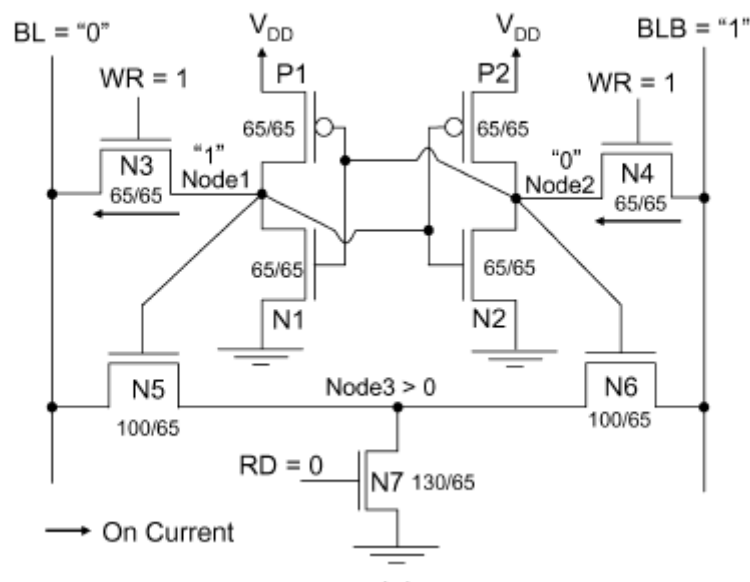 BL = “0”
V_DD
V_DD
BLB = “1”
WR = 1
P1
P2
WR = 1
65/65
65/65
N3
“1”
“0”
N4
65/65
Node1
Node2
65/65
65/65
65/65
N1
N2
N5
Node3 > 0
N6
100/65
100/65
RD = 0
N7 130/65
On Current